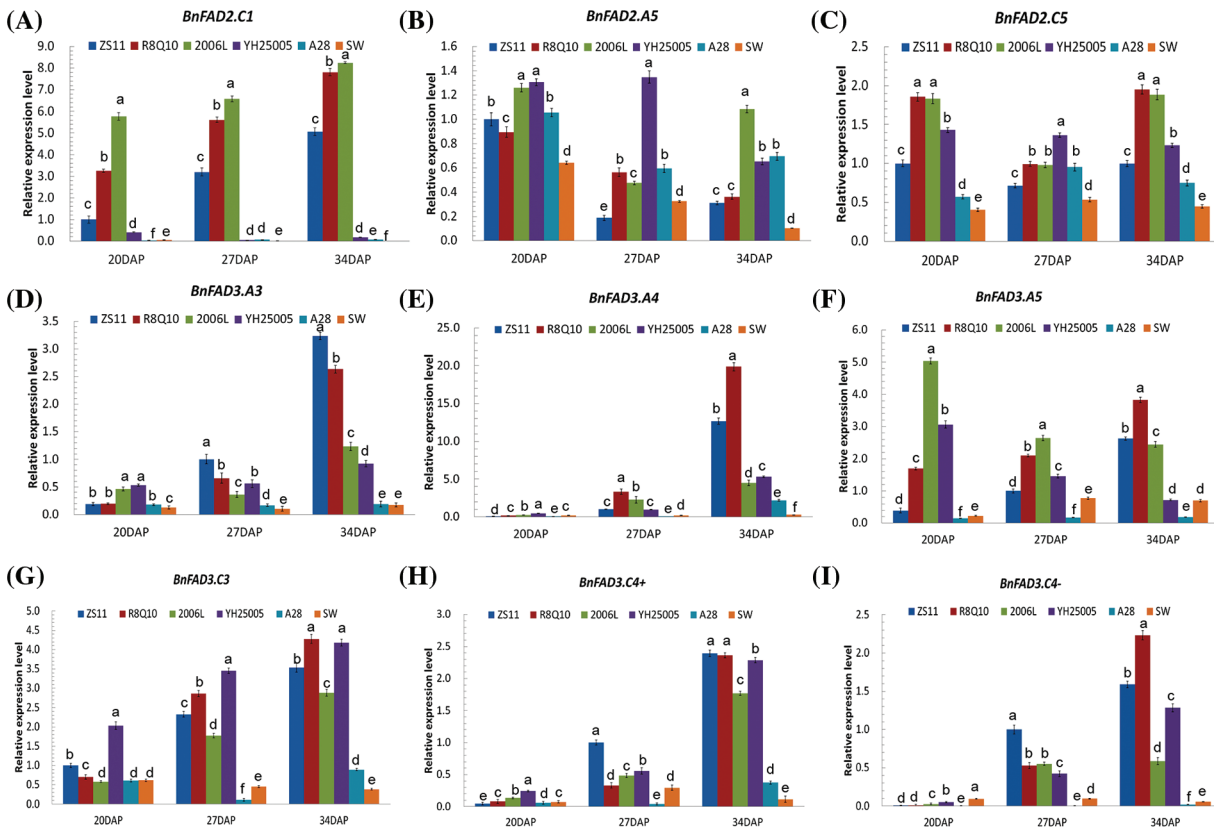 (A) BnFAD2.C1
ZS11 R8Q10 2006L YH25005 A28 SW
Relative expression level
9.0
8.0
7.0
6.0
5.0
4.0
3.0
2.0
1.0
0.0
c b a d f e
c b a d d e
c b a d e f
20DAP 27DAP 34DAP
(B) BnFAD2.A5
ZS11 R8Q10 2006L YH25005 A28 SW
Relative expression level
1.6
1.4
1.2
1.0
0.8
0.6
0.4
0.2
0.0
b c a a b d
e b c a b d
d c a b b e
20DAP 27DAP 34DAP
(C) BnFAD2.C5
ZS11 R8Q10 2006L YH25005 A28 SW
Relative expression level
2.5
2.0
1.5
1.0
0.5
0.0
c a a b d e
c b b a b d
c a a b d e
20DAP 27DAP 34DAP
(D) BnFAD3.A3
ZS11 R8Q10 2006L YH25005 A28 SW
Relative expression level
3.5
3.0
2.5
2.0
1.5
1.0
0.5
0.0
b b a a b c
a b c b d e
a b c d e e
20DAP 27DAP 34DAP
(E) BnFAD3.A4
ZS11 R8Q10 2006L YH25005 A28 SW
Relative expression level
25.0
20.0
15.0
10.0
5.0
0.0
d c b a d c
c a b c e d
b a d c e f
20DAP 27DAP 34DAP
(F) BnFAD3.A5
ZS11 R8Q10 2006L YH25005 A28 SW
Relative expression level
6.0
5.0
4.0
3.0
2.0
1.0
0.0
d c a b f e
d b a c f e
b a c d e d
20DAP 27DAP 34DAP
(G) BnFAD3.C3
ZS11 R8Q10 2006L YH25005 A28 SW
Relative expression level
5.0
4.5
4.0
3.5
3.0
2.5
2.0
1.5
1.0
0.5
0.0
b c d a d d
c b d a f e
b a c a d e
20DAP 27DAP 34DAP
(H) BnFAD3.C4+
ZS11 R8Q10 2006L YH25005 A28 SW
Relative expression level
3.0
2.5
2.0
1.5
1.0
0.5
0.0
e c b a d c
a d c b e d
a a c b d e
20DAP 27DAP 34DAP
(I) BnFAD3.C4-
ZS11 R8Q10 2006L YH25005 A28 SW
Relative expression level
2.5
2.0
1.5
1.0
0.5
0.0
d d c b e a
a b b c e d
b a d c f e
20DAP 27DAP 34DAP